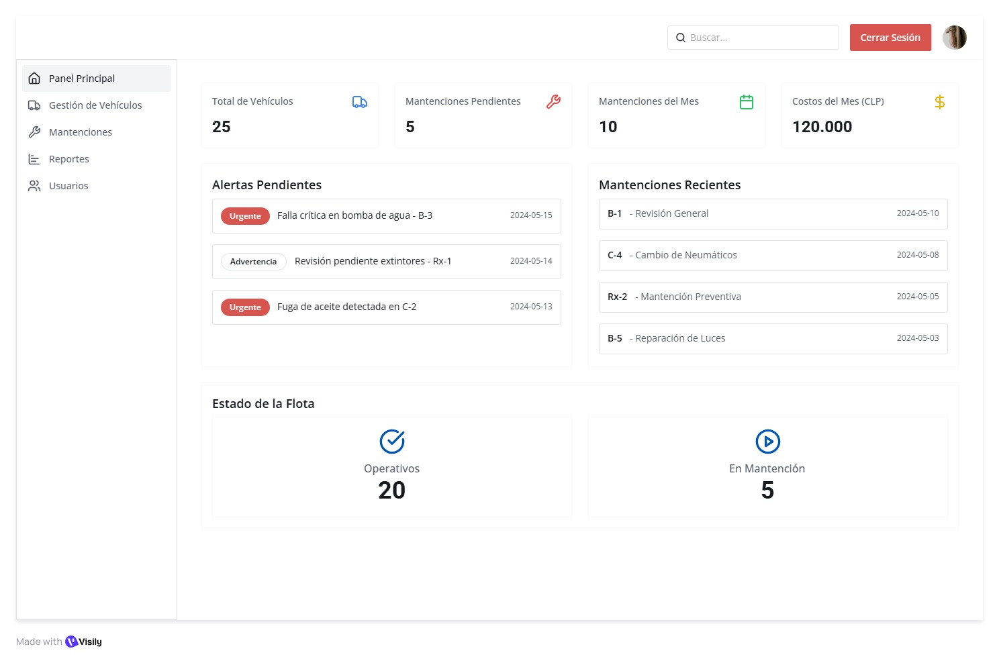 Buscar...
Cerrar Sesión
Panel Principal
Gestión de Vehículos
Mantenciones
Reportes
Usuarios
Total de Vehículos
25
Mantenciones Pendientes
5
Mantenciones del Mes
10
Costos del Mes (CLP)
120.000
Alertas Pendientes
Urgente Falla crítica en bomba de agua - B-3 2024-05-15
Advertencia Revisión pendiente extintores - Rx-1 2024-05-14
Urgente Fuga de aceite detectada en C-2 2024-05-13
Mantenciones Recientes
B-1 - Revisión General 2024-05-10
C-4 - Cambio de Neumáticos 2024-05-08
Rx-2 - Mantención Preventiva 2024-05-05
B-5 - Reparación de Luces 2024-05-03
Estado de la Flota
Operativos
20
En Mantención
5
Made with Visily